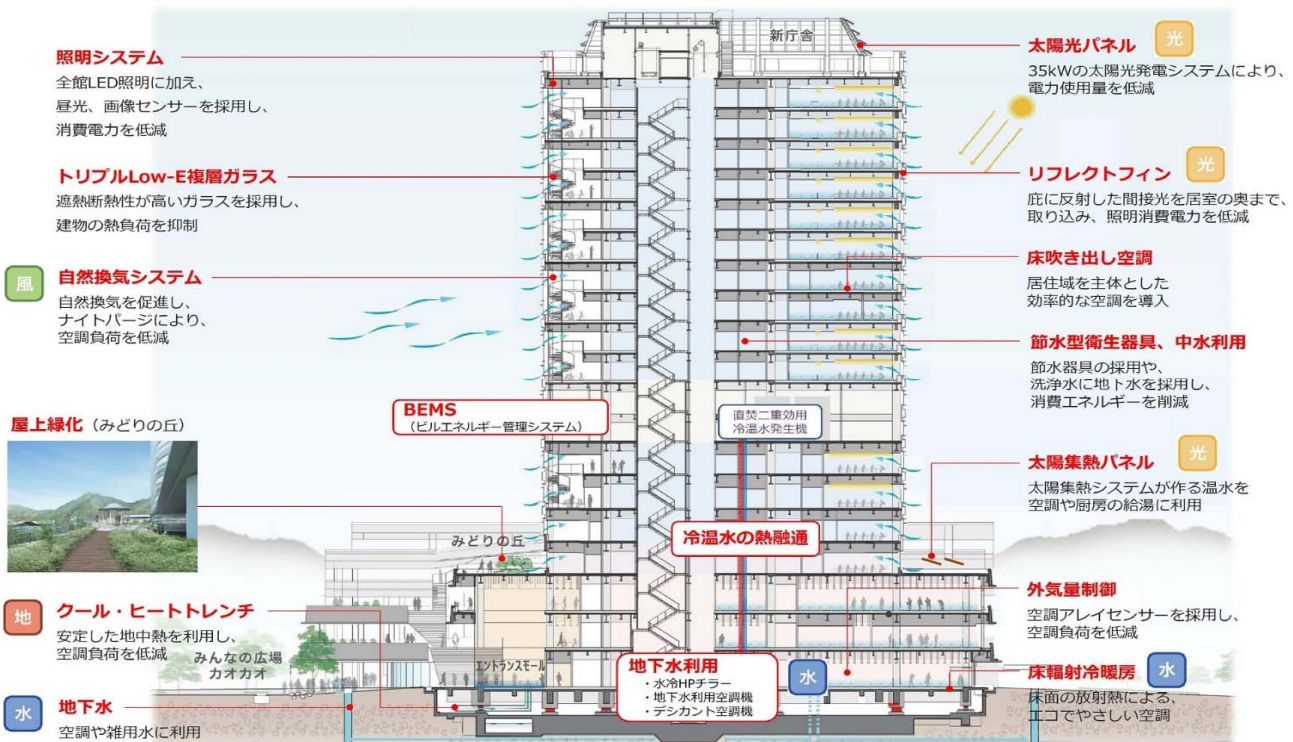 新庁舎
照明システム
全館LED照明に加え、
昼光、画像センサーを採用し、
消費電力を低減
トリプルLow-E複層ガラス
遮熱断熱性が高いガラスを採用し、
建物の熱負荷を抑制
風
自然換気システム
自然換気を促進し、
ナイトパージにより、
空調負荷を低減
BEMS
（ビルエネルギー管理システム）
屋上緑化（みどりの丘）
みどりの丘
地
クール・ヒートトレンチ
安定した地中熱を利用し、
空調負荷を低減
みんなの広場
カオカオ
エントランスモール
水
地下水
空調や雑用水に利用
直焚二重効用
冷温水発生機
冷温水の熱融通
地下水利用
・水冷HPチラー
・地下水利用空調機
・デシカント空調機
水
太陽光パネル
光
35kWの太陽光発電システムにより、
電力使用量を低減
リフレクトフィン
光
庇に反射した間接光を居室の奥まで、
取り込み、照明消費電力を低減
床吹き出し空調
居住域を主体とした
効率的な空調を導入
節水型衛生器具、中水利用
節水器具の採用や、
洗浄水に地下水を採用し、
消費エネルギーを削減
太陽集熱パネル
光
太陽集熱システムが作る温水を
空調や厨房の給湯に利用
外気量制御
空調アレイセンサーを採用し、
空調負荷を低減
床輻射冷暖房
水
床面の放射熱による、
エコでやさしい空調